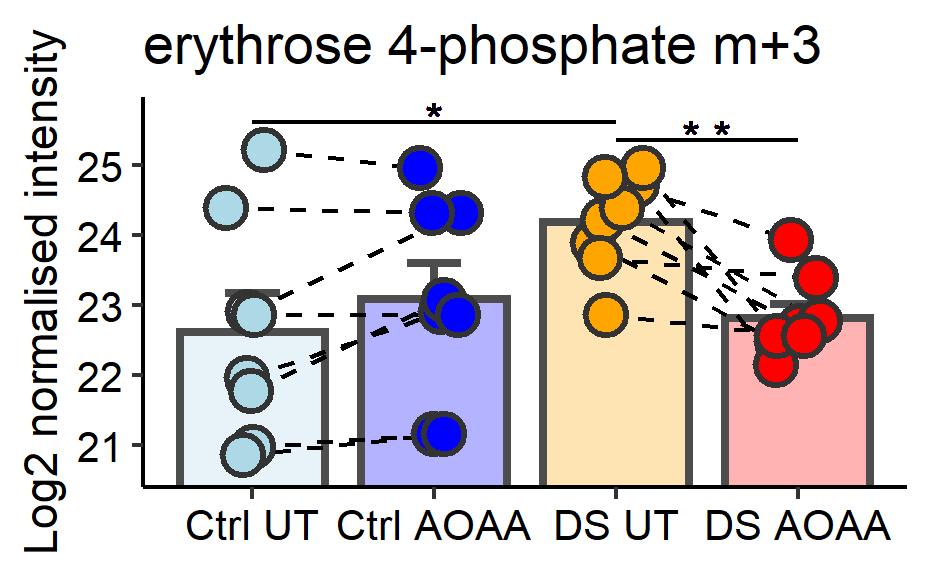 erythrose 4-phosphate m+3
Log2 normalised intensity
*
**
25
24
23
22
21
Ctrl UT
Ctrl AOAA
DS UT
DS AOAA